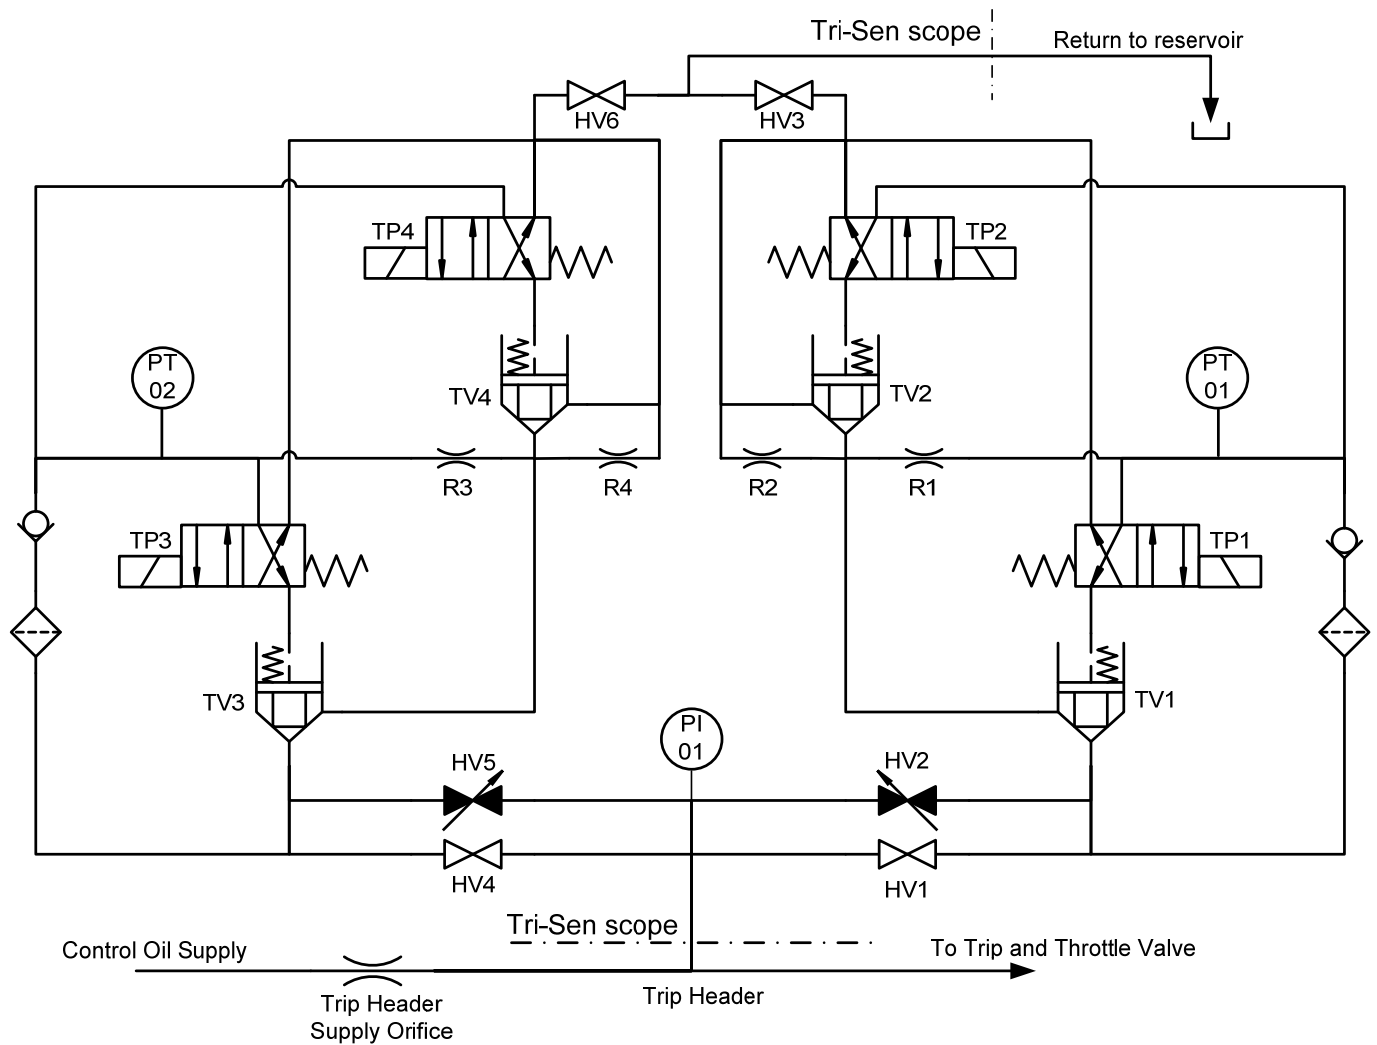 Tri-Sen scope
Return to reservoir
HV6
HV3
TP4
TP2
PT
02
PT
01
TV4
TV2
R3
R4
R2
R1
TP3
TP1
TV3
TV1
PI
01
HV5
HV2
HV4
HV1
Tri-Sen scope
Control Oil Supply
To Trip and Throttle Valve
Trip Header
Supply Orifice
Trip Header